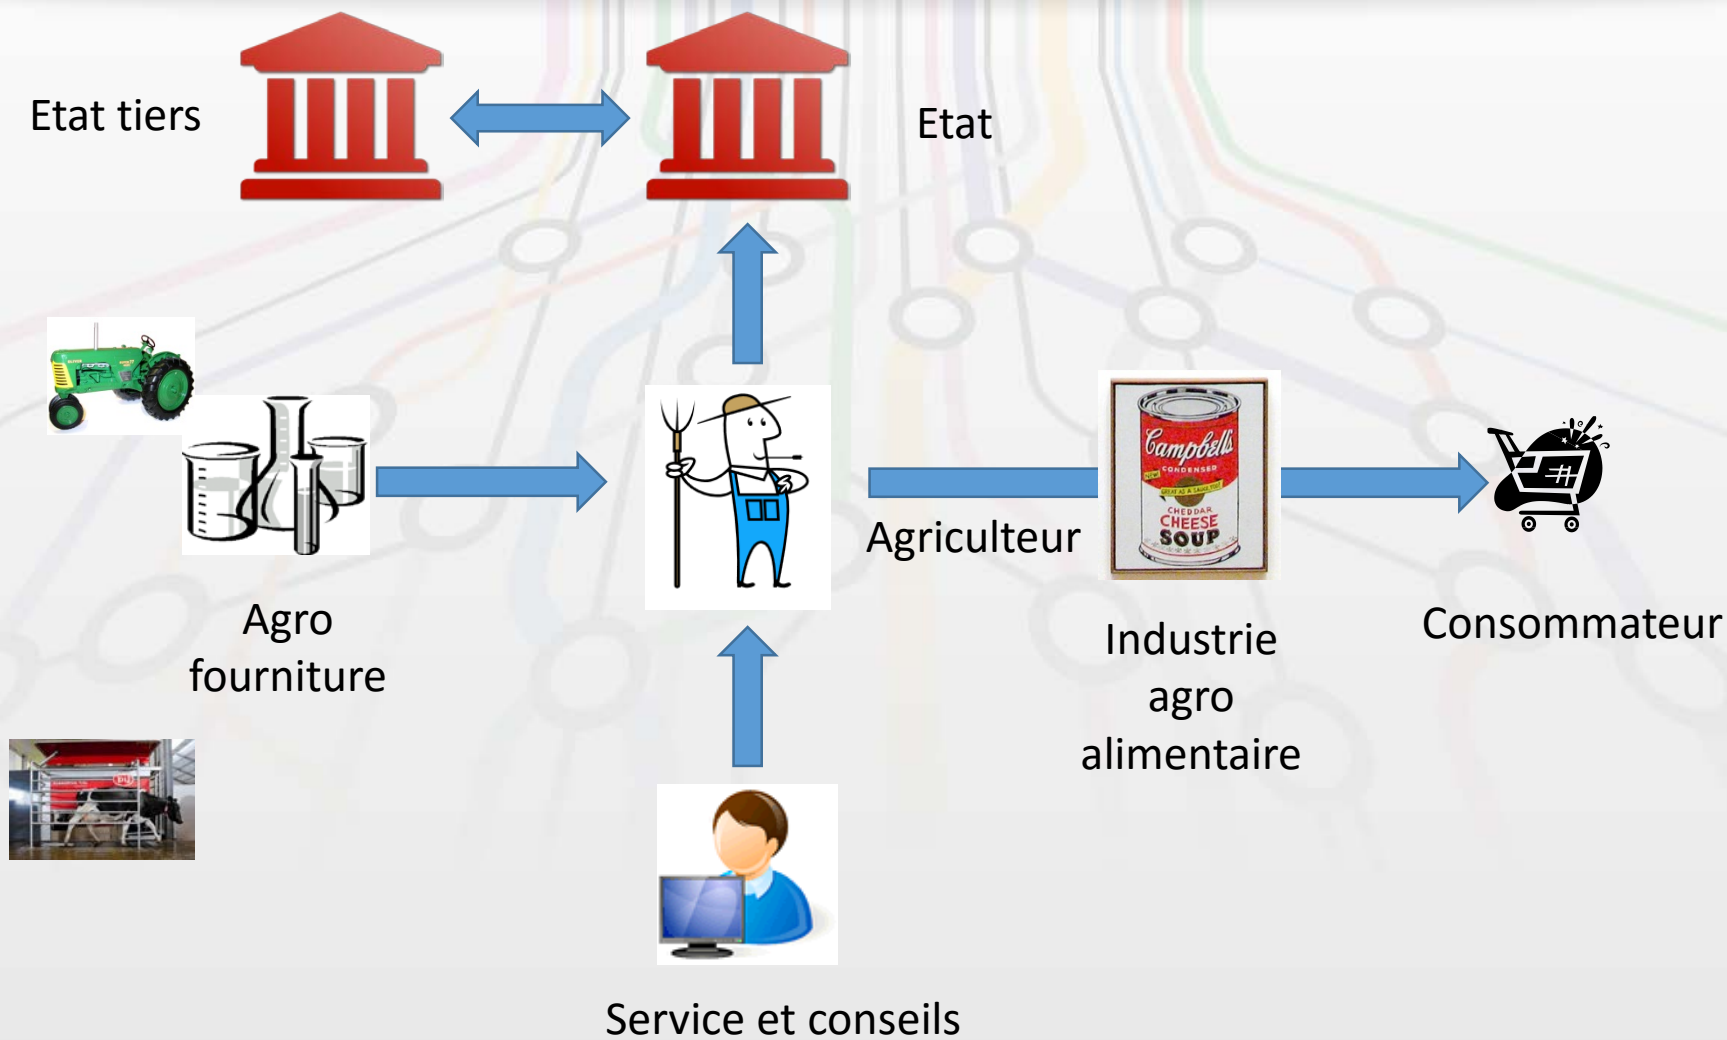 Etat tiers
Etat
Agriculteur
Campbell's
CONDENSED
CHEDDAR
CHEESE
SOUP
Agro
fourniture
Industrie
agro
alimentaire
Consommateur
Service et conseils